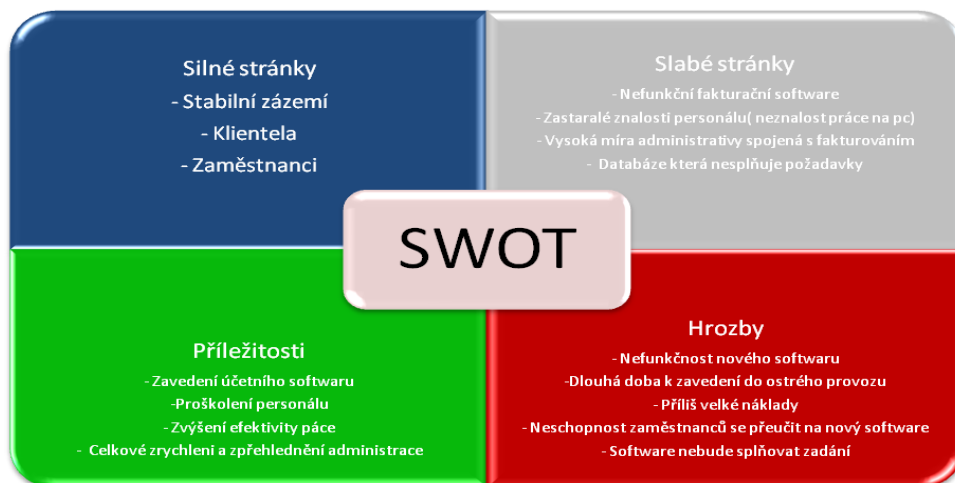 Silné stránky
- Stabilní zázemí
- Klientela
- Zaměstnanci
Slabé stránky
- Nefunkční fakturační software
- Zastaralé znalosti personálu( neznalost práce na pc)
- Vysoká míra administrativy spojená s fakturováním
- Databáze která nesplňuje požadavky
SWOT
Příležitosti
- Zavedení účetního softwaru
-Proškolení personálu
- Zvýšení efektivity páce
- Celkové zrychleni a zpřehlednění administrace
Hrozby
- Nefunkčnost nového softwaru
-Dlouhá doba k zavedení do ostrého provozu
- Příliš velké náklady
- Neschopnost zaměstnanců se přeučit na nový software
- Software nebude splňovat zadání